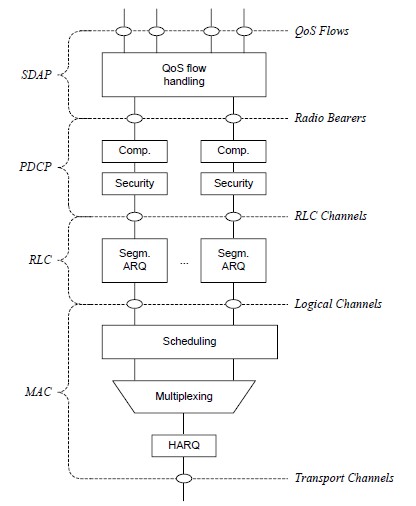 QoS Flows
SDAP
QoS flow
handling
Radio Bearers
PDCP
Comp.
Comp.
Security
Security
RLC Channels
RLC
Segm.
ARQ
...
Segm.
ARQ
Logical Channels
Scheduling
MAC
Multiplexing
HARQ
Transport Channels